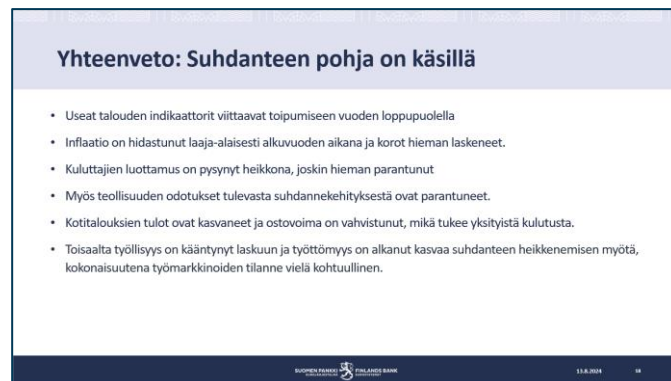 Yhteenveto: Suhdanteen pohja on käsillä
• Useat talouden indikaattorit viittaavat toipumiseen vuoden loppupuolella
• Inflaatio on hidastunut laaja-alaisesti alkuvuoden aikana ja korot hieman laskeneet.
• Kuluttajien luottamus on pysynyt heikkona, joskin hieman parantunut
• Myös teollisuuden odotukset tulevasta suhdannekehityksestä ovat parantuneet.
• Kotitalouksien tulot ovat kasvaneet ja ostovoima on vahvistunut, mikä tukee yksityistä kulutusta.
• Toisaalta työllisyys on kääntynyt laskuun ja työttömyys on alkanut kasvaa suhdanteen heikkenemisen myötä,
kokonaisuutena työmarkkinoiden tilanne vielä kohtuullinen.
SUOMEN PANKKI FINLANDS BANK
13.8.2024